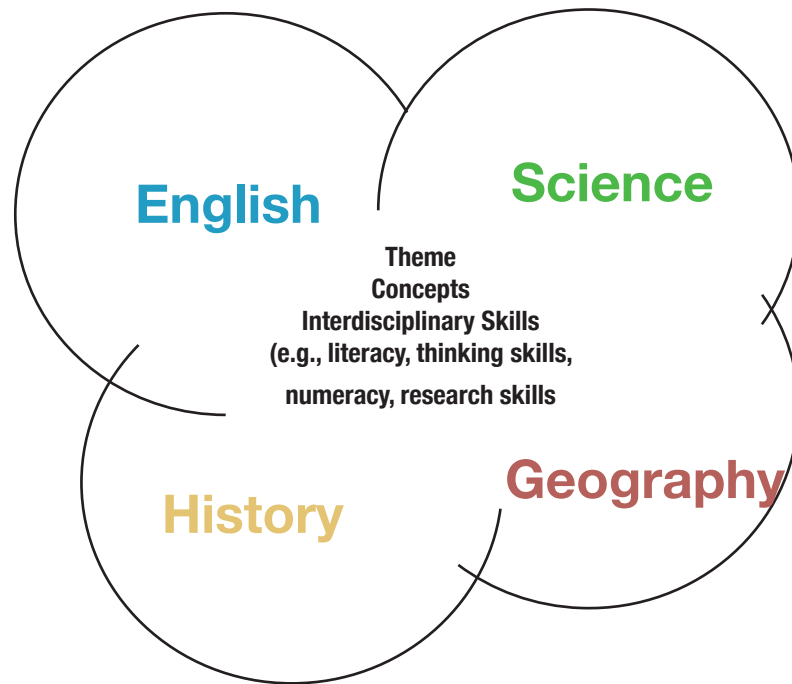 English
Science
Theme
Concepts
Interdisciplinary Skills
(e.g., literacy, thinking skills,
numeracy, research skills
History
Geography